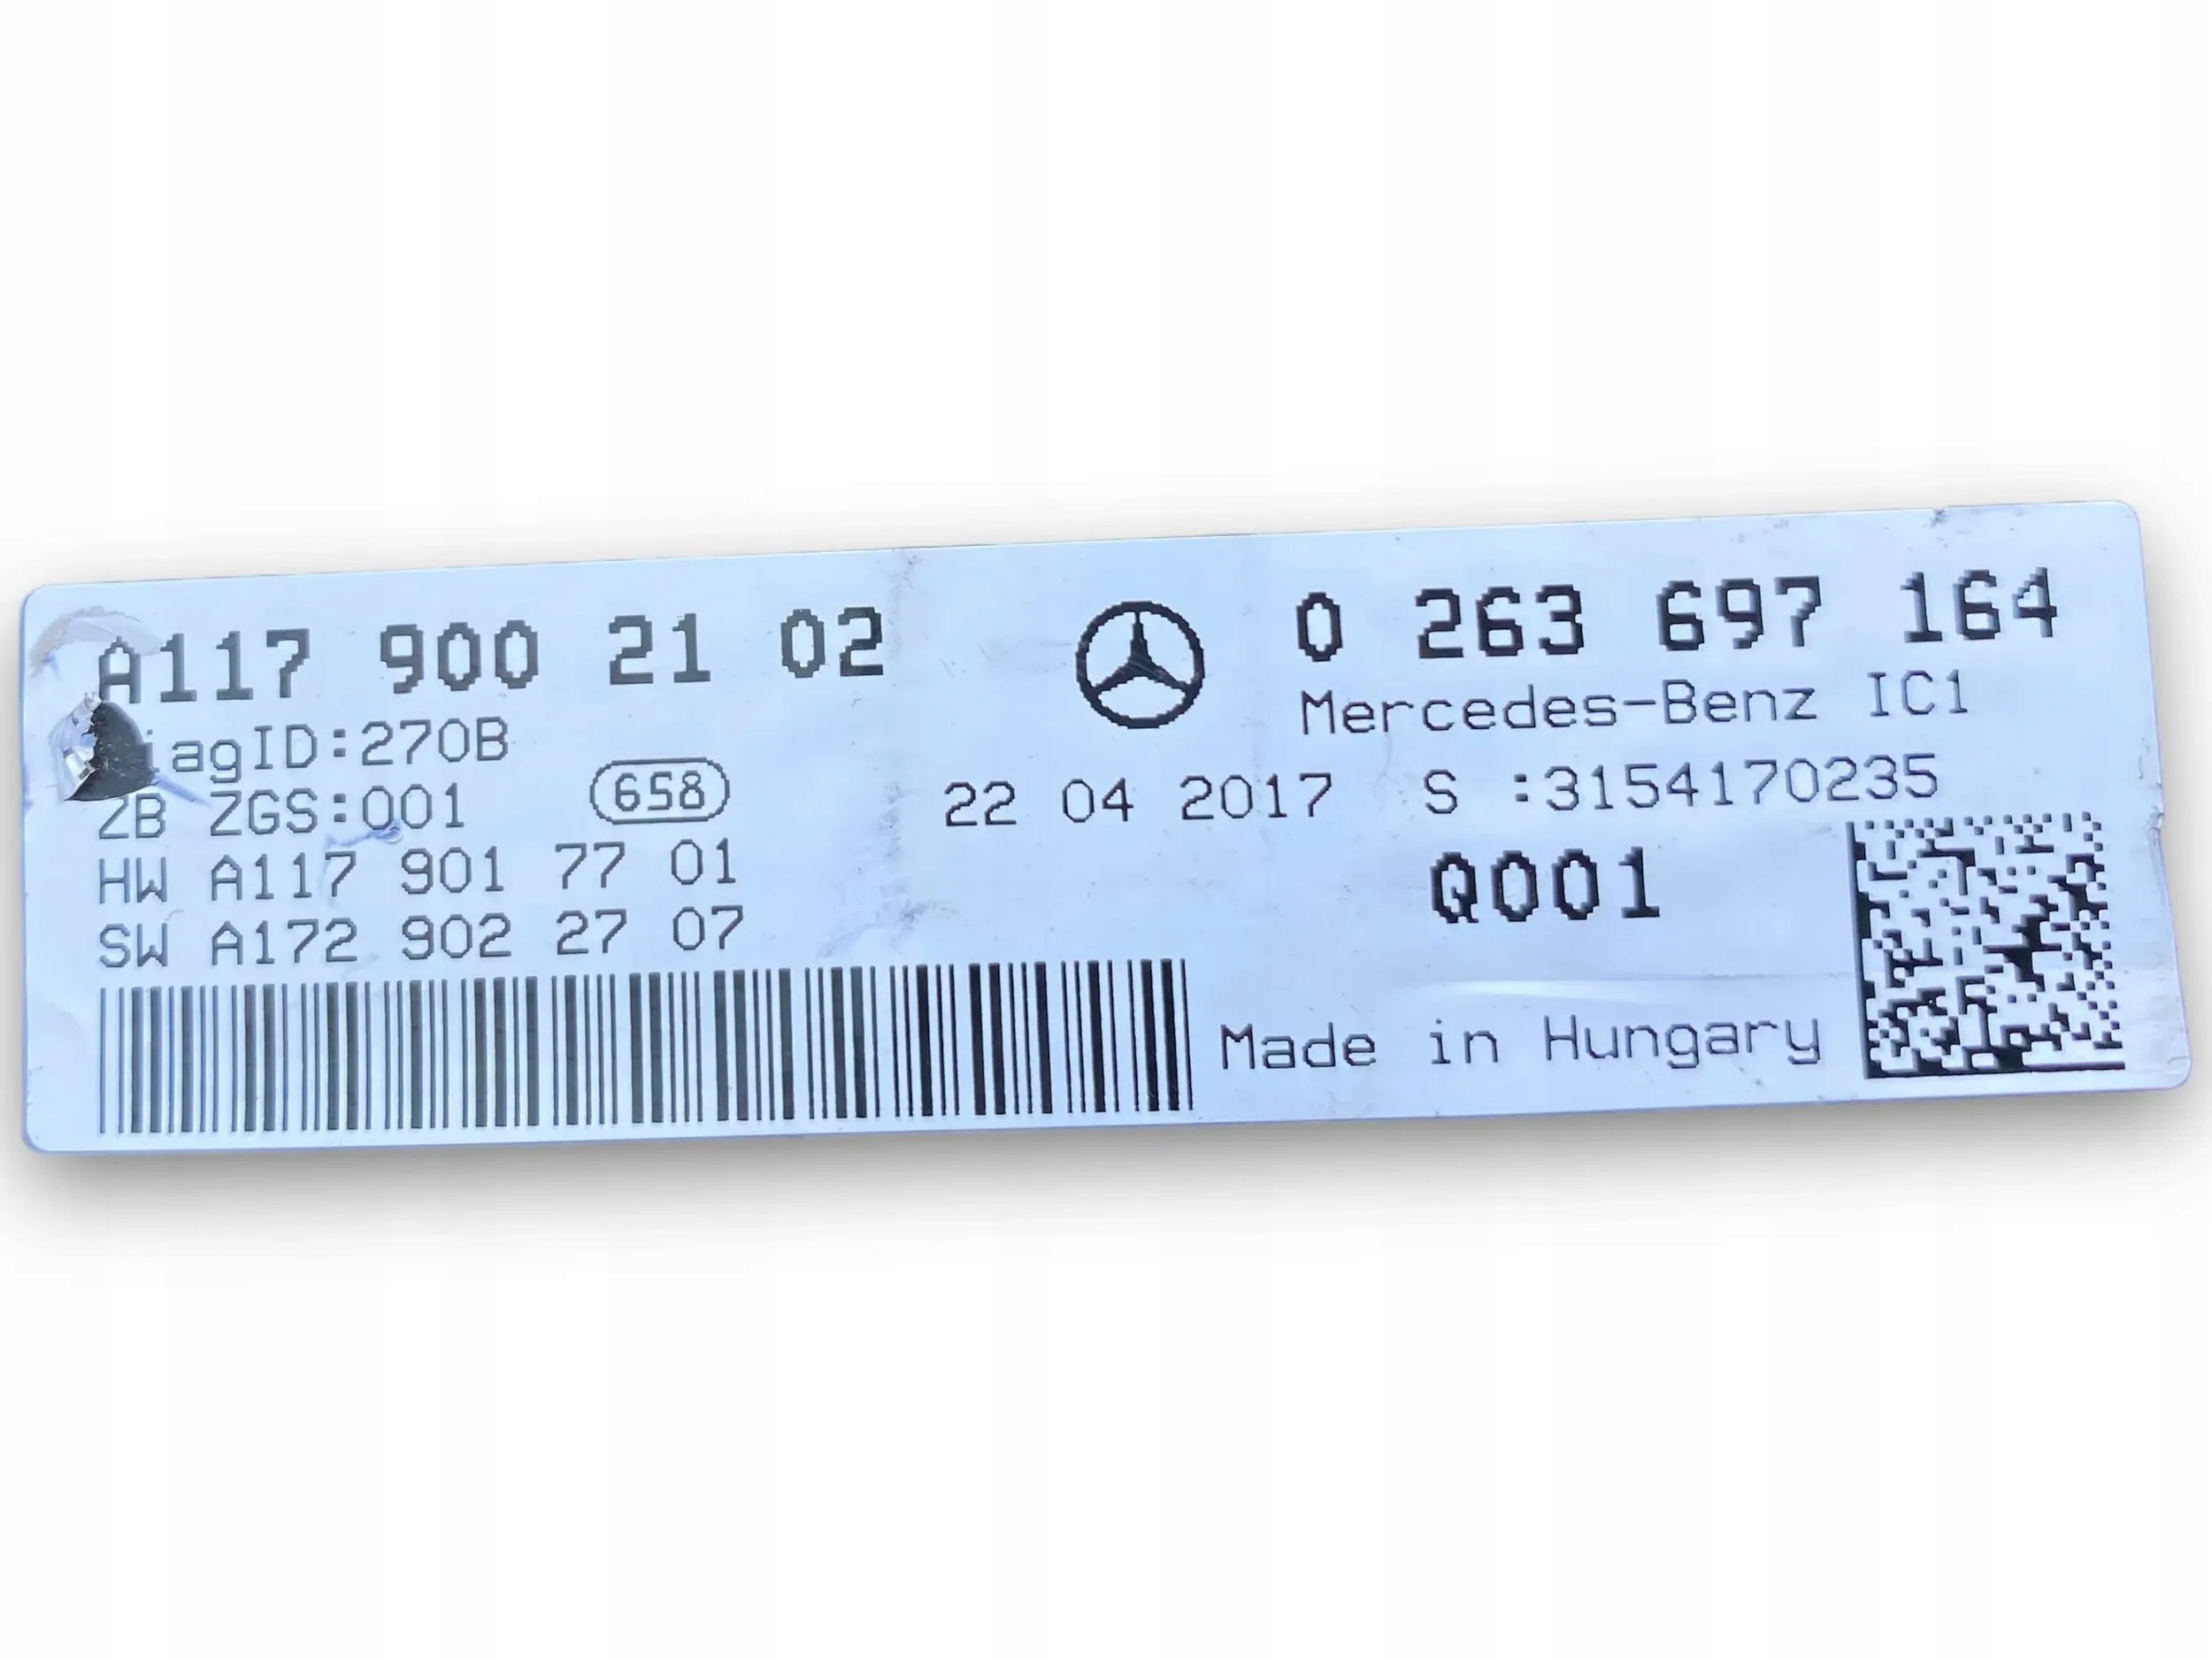 A117 900 21 02
iagID:270B
ZB ZGS:001
658
HW A117 901 77 01
SW A172 902 27 07
0 263 697 164
Mercedes-Benz IC1
22 04 2017 S :3154170235
Q001
Made in Hungary